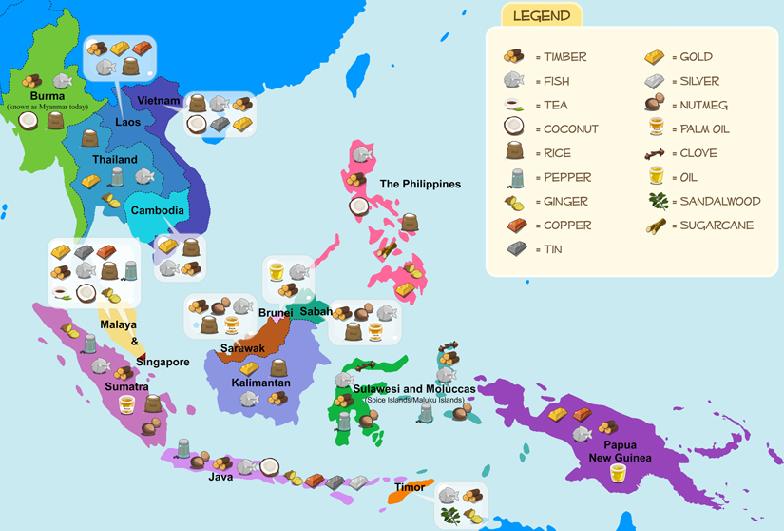 LEGEND
= TIMBER
= FISH
= TEA
= COCONUT
= RICE
= PEPPER
= GINGER
= COPPER
= TIN
= GOLD
= SILVER
= NUTMEG
= PALM OIL
= CLOVE
= OIL
= SANDALWOOD
= SUGARCANE
Burma
(known as Myanmar today)
Vietnam
Laos
Thailand
Cambodia
The Philippines
Malaya
&
Singapore
Brunei
Sabah
Sarawak
Kalimantan
Sumatra
Sulawesi and Moluccas
(Spice Islands/Maluku Islands)
Java
Timor
Papua
New Guinea